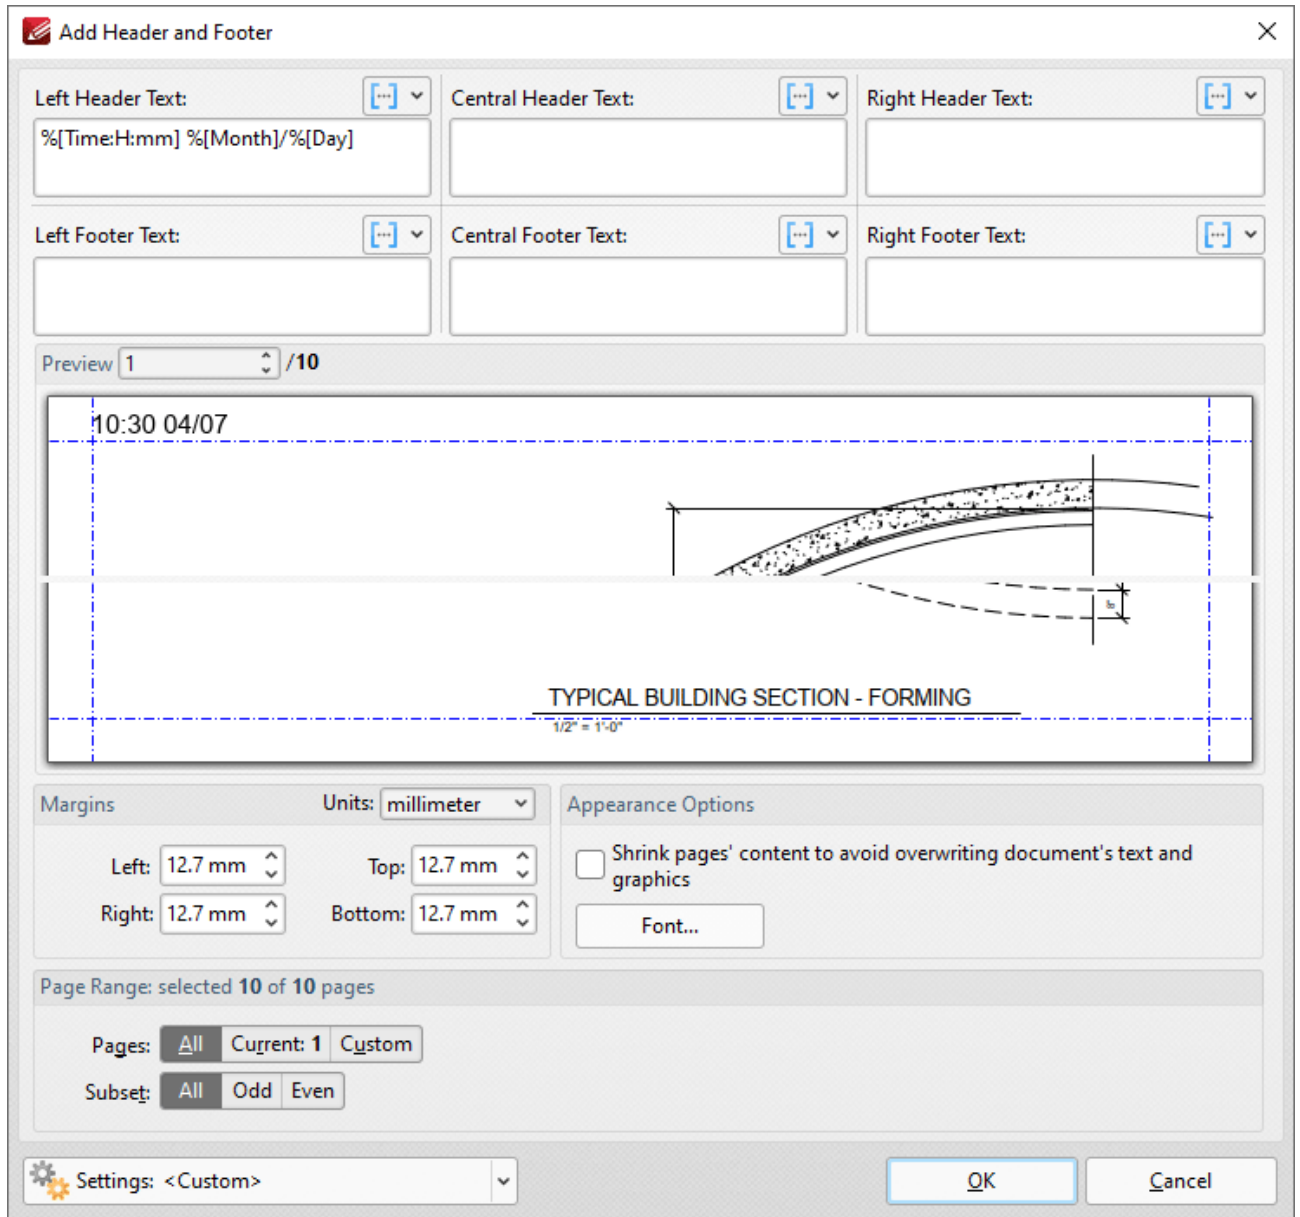 Add Header and Footer
Left Header Text:
Central Header Text:
Right Header Text:
%[Time:H:mm] %[Month]/%[Day]
Left Footer Text:
Central Footer Text:
Right Footer Text:
Preview 1 /10
10:30 04/07
8"
TYPICAL BUILDING SECTION - FORMING
1/2" = 1'-0"
Margins
Units: millimeter
Appearance Options
Left: 12.7 mm
Top: 12.7 mm
Shrink pages' content to avoid overwriting document's text and
graphics
Right: 12.7 mm
Bottom: 12.7 mm
Font...
Page Range: selected 10 of 10 pages
Pages: All Current: 1 Custom
Subset: All Odd Even
Settings: <Custom>
OK
Cancel